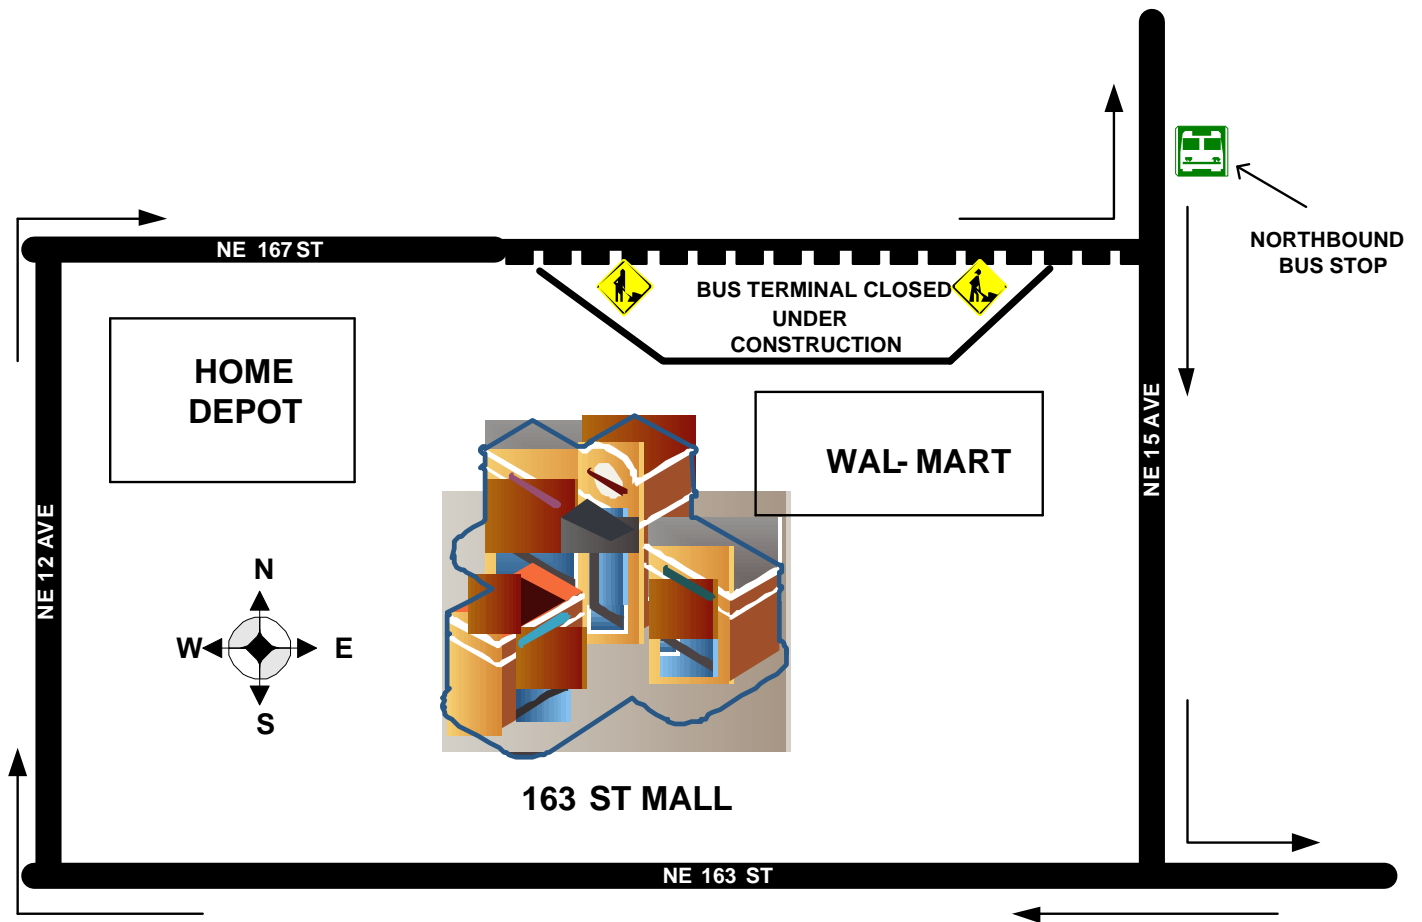 NE 167 ST
NORTHBOUND
BUS STOP
BUS TERMINAL CLOSED
UNDER
CONSTRUCTION
HOME
DEPOT
WAL- MART
NE 15 AVE
NE 12 AVE
N
W
E
S
163 ST MALL
NE 163 ST